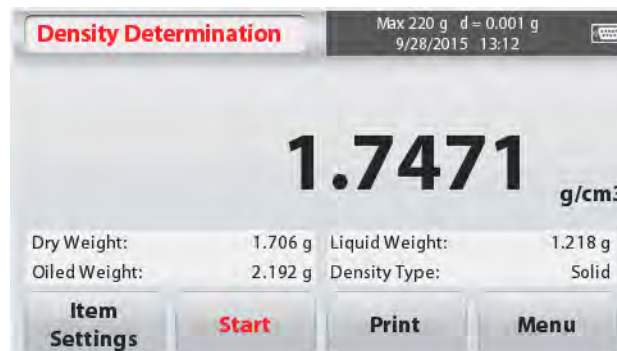 Density Determination
Max 220 g d = 0.001 g
9/28/2015 13:12
1.7471
g/cm3
Dry Weight: 1.706 g Liquid Weight: 1.218 g
Oiled Weight: 2.192 g Density Type: Solid
Item Settings
Start
Print
Menu